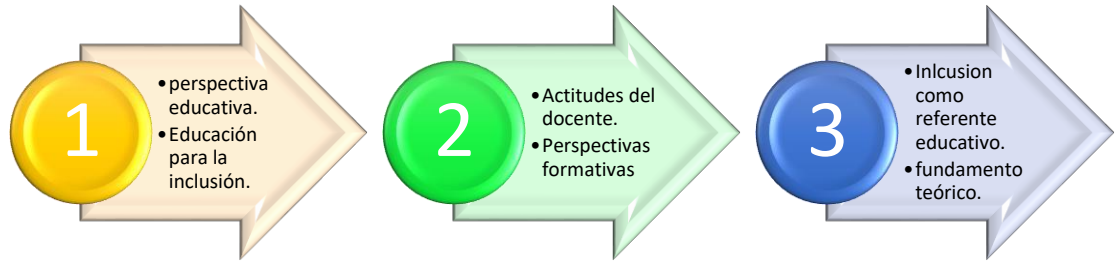 1
•perspectiva
educativa.
•Educación
para la
inclusión.
2
•Actitudes del
docente.
•Perspectivas
formativas
3
•Inlcusion
como
referente
educativo.
•fundamento
teórico.